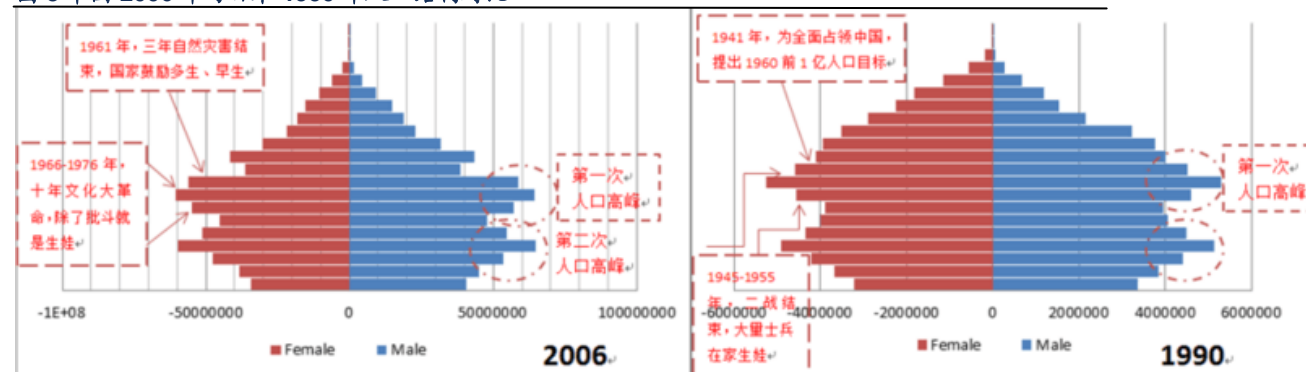 1961 年，三年自然灾害结
束，国家鼓励多生、早生
1966-1976 年，
十年文化大革
命，除了批斗就
是生娃
第一次
人口高峰
第二次
人口高峰
-1E+08 -50000000 0 50000000 100000000
Female Male
2006
1941 年，为全面占领中国，
提出 1960 前 1 亿人口目标
第一次
人口高峰
1945-1955
年，二战结
束，大量士兵
在家生娃
-6000000 -4000000 -2000000 0 2000000 4000000 6000000
Female Male
1990